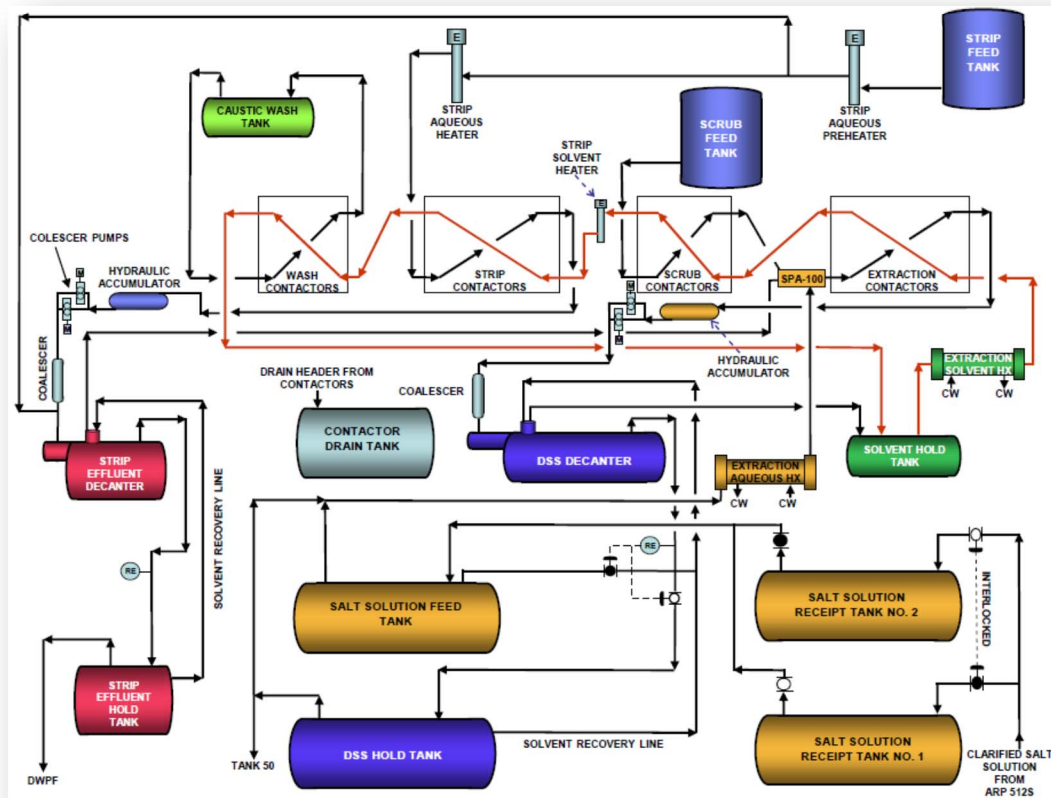 E
E
STRIP
FEED
TANK
CAUSTIC WASH
TANK
STRIP
AQUEOUS
HEATER
STRIP
AQUEOUS
PREHEATER
SCRUB
FEED
TANK
STRIP
SOLVENT
HEATER
E
COLESCER PUMPS
M
HYDRAULIC
ACCUMULATOR
M
WASH
CONTACTORS
STRIP
CONTACTORS
SCRUB
CONTACTORS
SPA-100
EXTRACTION
CONTACTORS
M
M
HYDRAULIC
ACCUMULATOR
EXTRACTION
SOLVENT HX
CW
CW
COALESCER
DRAIN HEADER FROM
CONTACTORS
COALESCER
CONTACTOR
DRAIN TANK
STRIP
EFFLUENT
DECANTER
DSS DECANTER
SOLVENT HOLD
TANK
EXTRACTION
AQUEOUS HX
CW
CW
SOLVENT RECOVERY LINE
RE
RE
SALT SOLUTION FEED
TANK
SALT SOLUTION
RECEIPT TANK NO. 2
INTERLOCKED
STRIP
EFFLUENT
HOLD
TANK
DSS HOLD TANK
SOLVENT RECOVERY LINE
SALT SOLUTION
RECEIPT TANK NO. 1
DWPF
TANK 50
CLARIFIED SALT
SOLUTION
FROM
ARP 512S